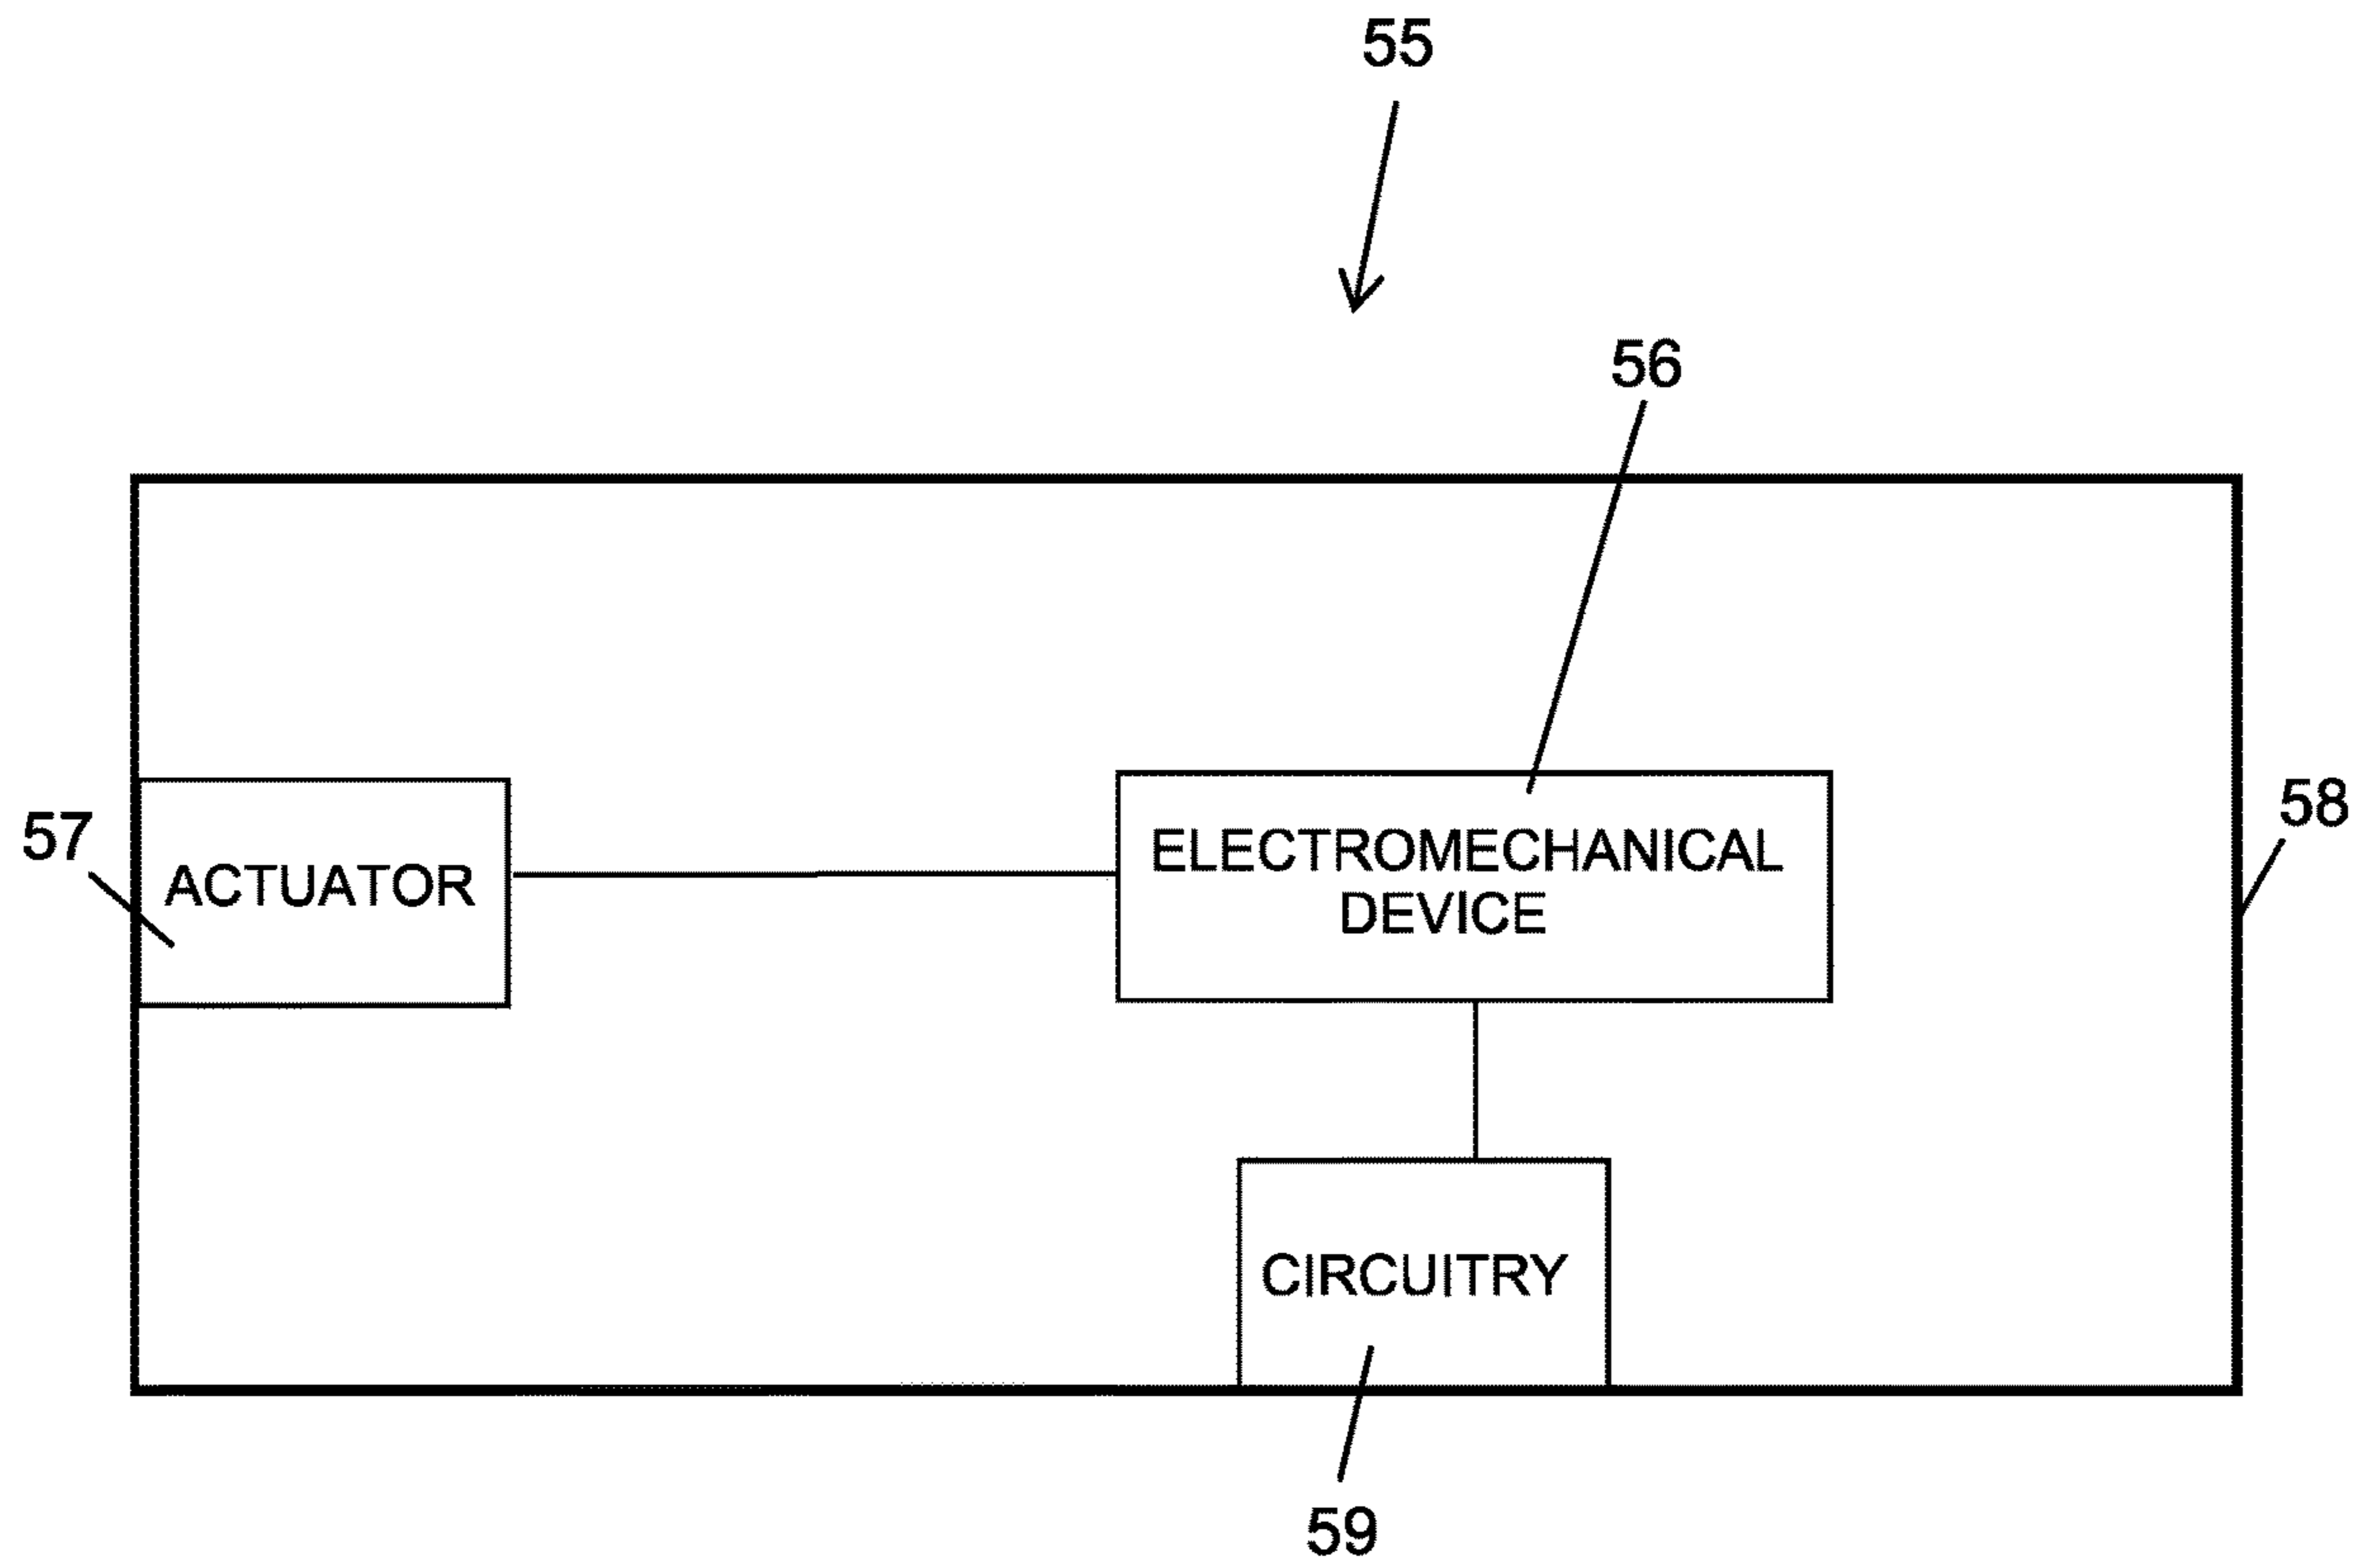 55
56
58
57
ACTUATOR
ELECTROMECHANICAL
DEVICE
CIRCUITRY
59